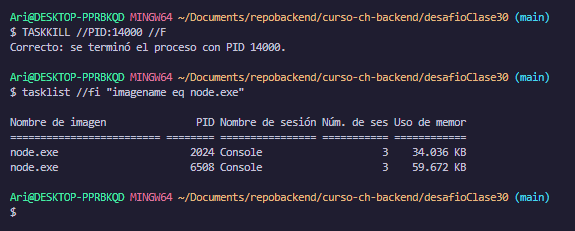 Ari@DESKTOP-PPRBKQD MINGW64 ~/Documents/repobackend/curso-ch-backend/desafioClase30 (main)
$ TASKKILL //PID:14000 //F
Correcto: se terminó el proceso con PID 14000.
Ari@DESKTOP-PPRBKQD MINGW64 ~/Documents/repobackend/curso-ch-backend/desafioClase30 (main)
$ tasklist //fi "imagename eq node.exe"
Nombre de imagen                     PID Nombre de sesión Núm. de ses Uso de memor
========================= ======== ================ =========== ============
node.exe                      2024 Console                    3    34.036 KB
node.exe                      6508 Console                    3    59.672 KB
Ari@DESKTOP-PPRBKQD MINGW64 ~/Documents/repobackend/curso-ch-backend/desafioClase30 (main)
$